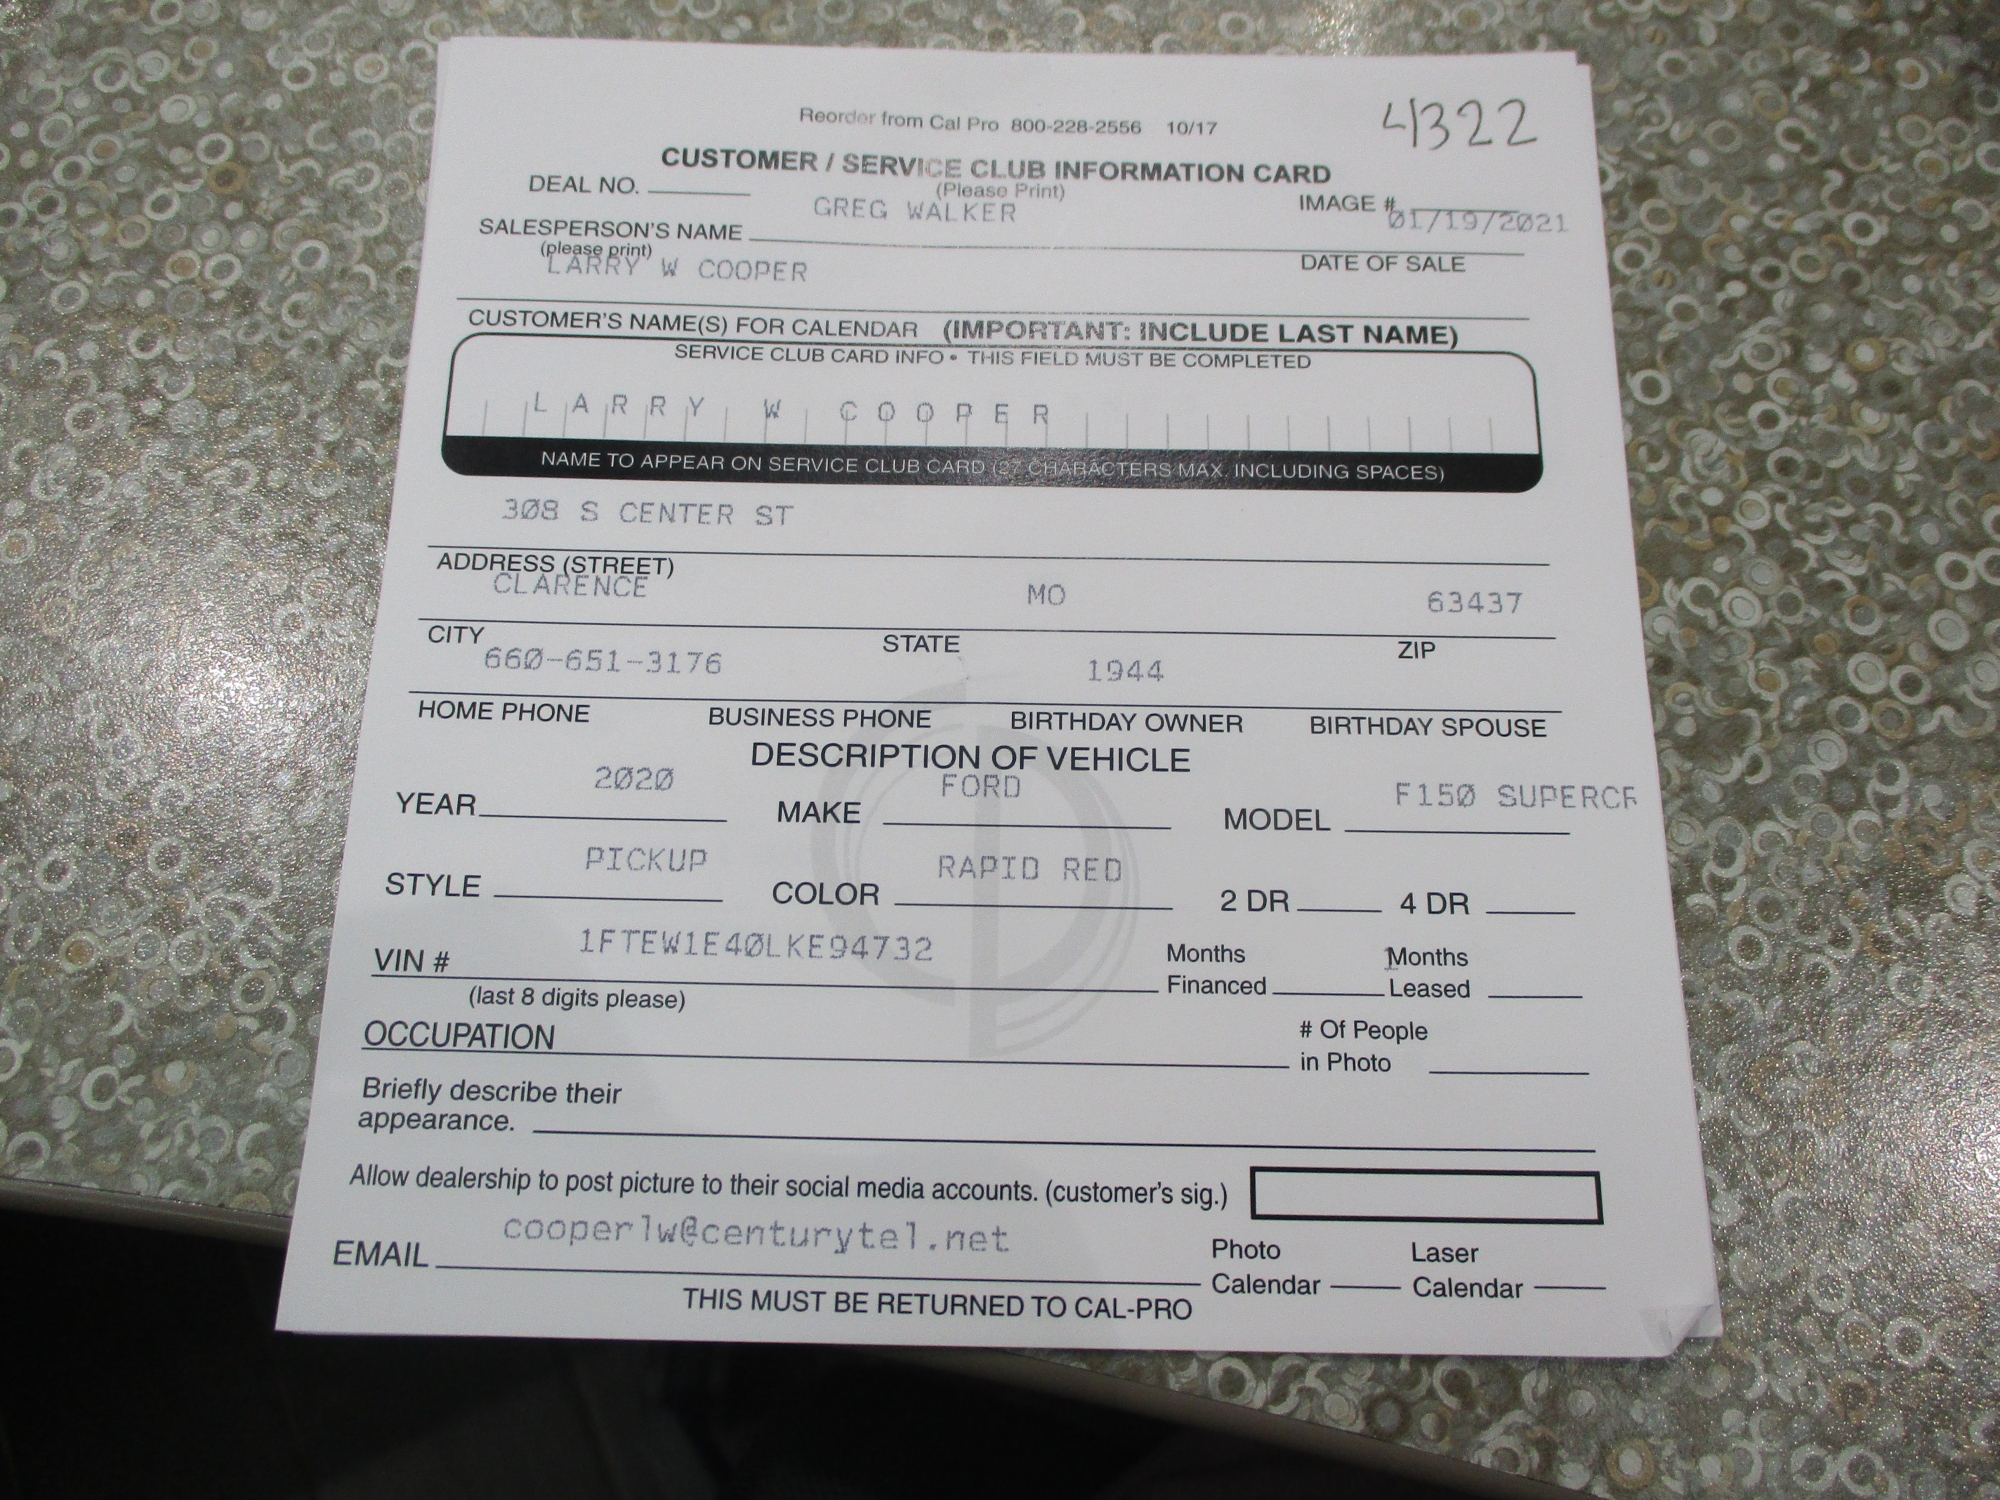 Reorder from Cal Pro 800-228-2556 10/17
4322
CUSTOMER / SERVICE CLUB INFORMATION CARD
DEAL NO.
(Please Print)
IMAGE #
GREG WALKER
01/19/2021
SALESPERSON'S NAME
(please print)
DATE OF SALE
LARRY W COOPER
CUSTOMER'S NAME(S) FOR CALENDAR (IMPORTANT: INCLUDE LAST NAME)
SERVICE CLUB CARD INFO • THIS FIELD MUST BE COMPLETED
LARRY W COOPER
NAME TO APPEAR ON SERVICE CLUB CARD (27 CHARACTERS MAX. INCLUDING SPACES)
308 S CENTER ST
ADDRESS (STREET)
CLARENCE MO 63437
CITY STATE ZIP
660-651-3176 1944
HOME PHONE BUSINESS PHONE BIRTHDAY OWNER BIRTHDAY SPOUSE
DESCRIPTION OF VEHICLE
YEAR 2020 MAKE FORD MODEL F150 SUPERCR
STYLE PICKUP COLOR RAPID RED 2 DR 4 DR
VIN # 1FTEW1E40LKE94732 Months Financed 1 Months Leased
(last 8 digits please)
OCCUPATION # Of People in Photo
Briefly describe their
appearance.
Allow dealership to post picture to their social media accounts. (customer's sig.)
EMAIL cooperlw@centurytel.net Photo Calendar Laser Calendar
THIS MUST BE RETURNED TO CAL-PRO